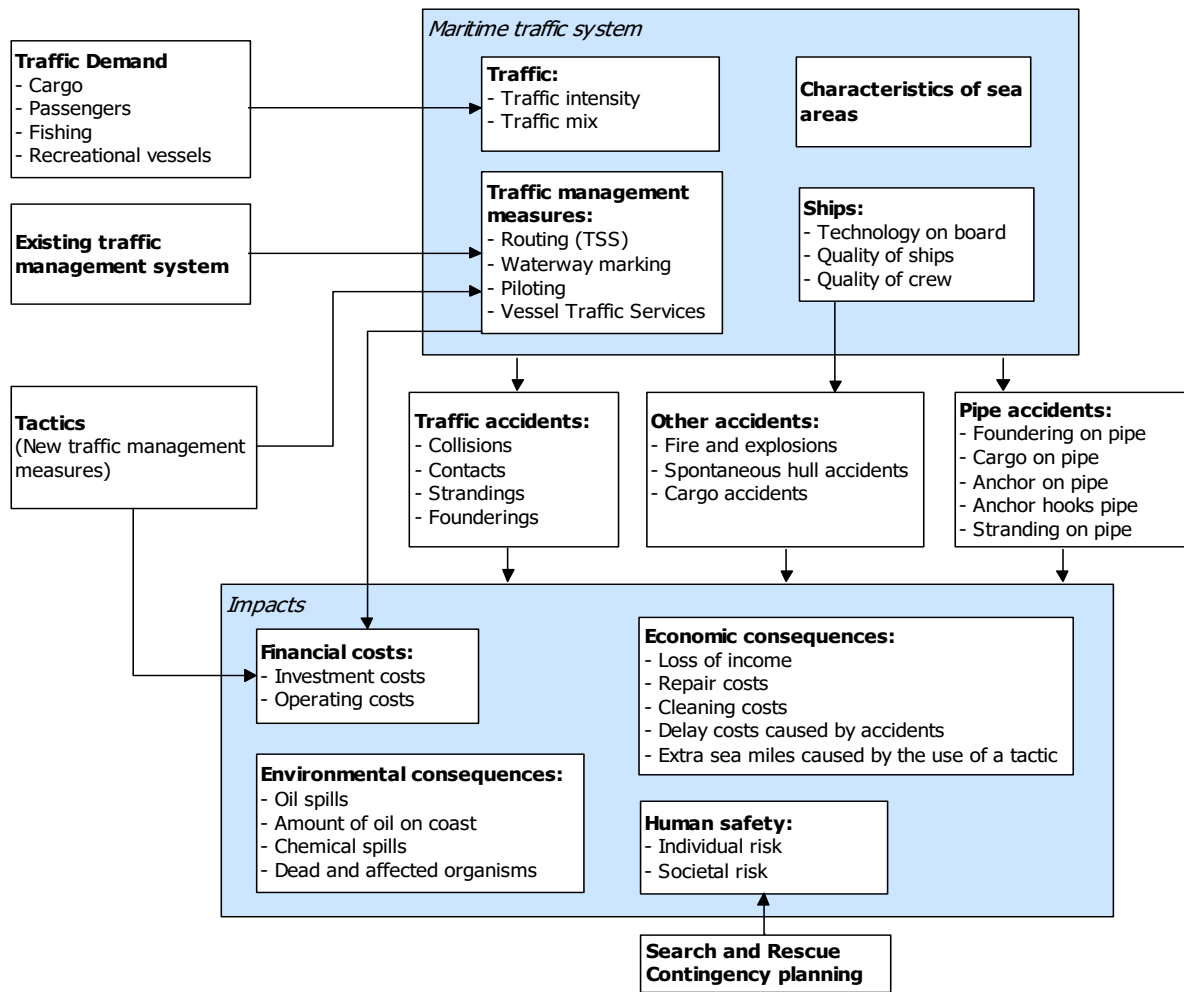 Maritime traffic system
Traffic Demand
- Cargo
- Passengers
- Fishing
- Recreational vessels
Traffic:
- Traffic intensity
- Traffic mix
Characteristics of sea
areas
Existing traffic
management system
Traffic management
measures:
- Routing (TSS)
- Waterway marking
- Piloting
- Vessel Traffic Services
Ships:
- Technology on board
- Quality of ships
- Quality of crew
Tactics
(New traffic management
measures)
Traffic accidents:
- Collisions
- Contacts
- Strandings
- Founderings
Other accidents:
- Fire and explosions
- Spontaneous hull accidents
- Cargo accidents
Pipe accidents:
- Foundering on pipe
- Cargo on pipe
- Anchor on pipe
- Anchor hooks pipe
- Stranding on pipe
Impacts
Financial costs:
- Investment costs
- Operating costs
Economic consequences:
- Loss of income
- Repair costs
- Cleaning costs
- Delay costs caused by accidents
- Extra sea miles caused by the use of a tactic
Environmental consequences:
- Oil spills
- Amount of oil on coast
- Chemical spills
- Dead and affected organisms
Human safety:
- Individual risk
- Societal risk
Search and Rescue
Contingency planning